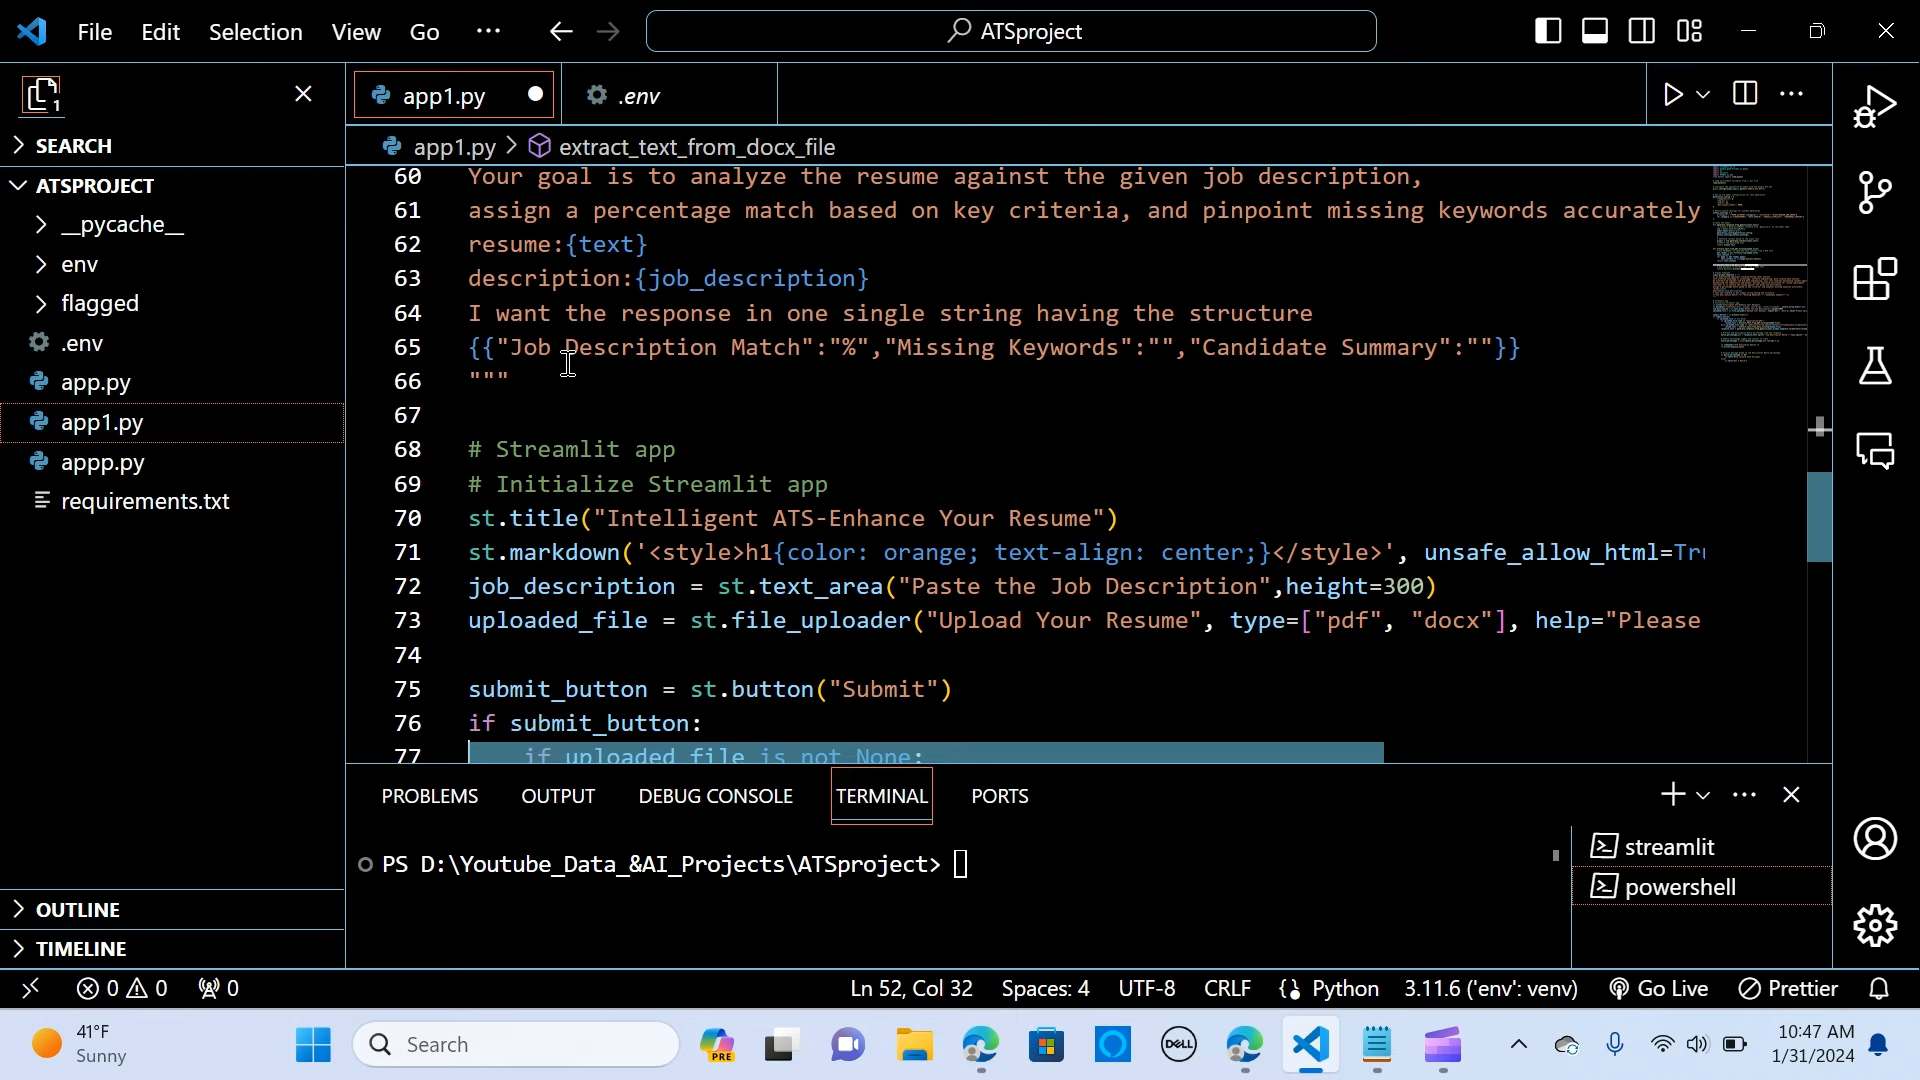 File Edit Selection View Go ··· ATSproject
1
SEARCH
ATSPROJECT
__pycache__
env
flagged
.env
app.py
app1.py
appp.py
requirements.txt
OUTLINE
TIMELINE
app1.py .env
app1.py > extract_text_from_docx_file
60 Your goal is to analyze the resume against the given job description,
61 assign a percentage match based on key criteria, and pinpoint missing keywords accurately
62 resume:{text}
63 description:{job_description}
64 I want the response in one single string having the structure
65 {{"Job Description Match":"%","Missing Keywords":"","Candidate Summary":""}}
66 """
67
68 # Streamlit app
69 # Initialize Streamlit app
70 st.title("Intelligent ATS-Enhance Your Resume")
71 st.markdown('<style>h1{color: orange; text-align: center;}</style>', unsafe_allow_html=Tru
72 job_description = st.text_area("Paste the Job Description",height=300)
73 uploaded_file = st.file_uploader("Upload Your Resume", type=["pdf", "docx"], help="Please
74
75 submit_button = st.button("Submit")
76 if submit_button:
77 if uploaded_file is not None:
PROBLEMS OUTPUT DEBUG CONSOLE TERMINAL PORTS
PS D:\Youtube_Data_&AI_Projects\ATSproject>
streamlit
powershell
0 0 0 Ln 52, Col 32 Spaces: 4 UTF-8 CRLF Python 3.11.6 ('env': venv) Go Live Prettier
41°F
Sunny
Search
PRE
DELL
10:47 AM
1/31/2024